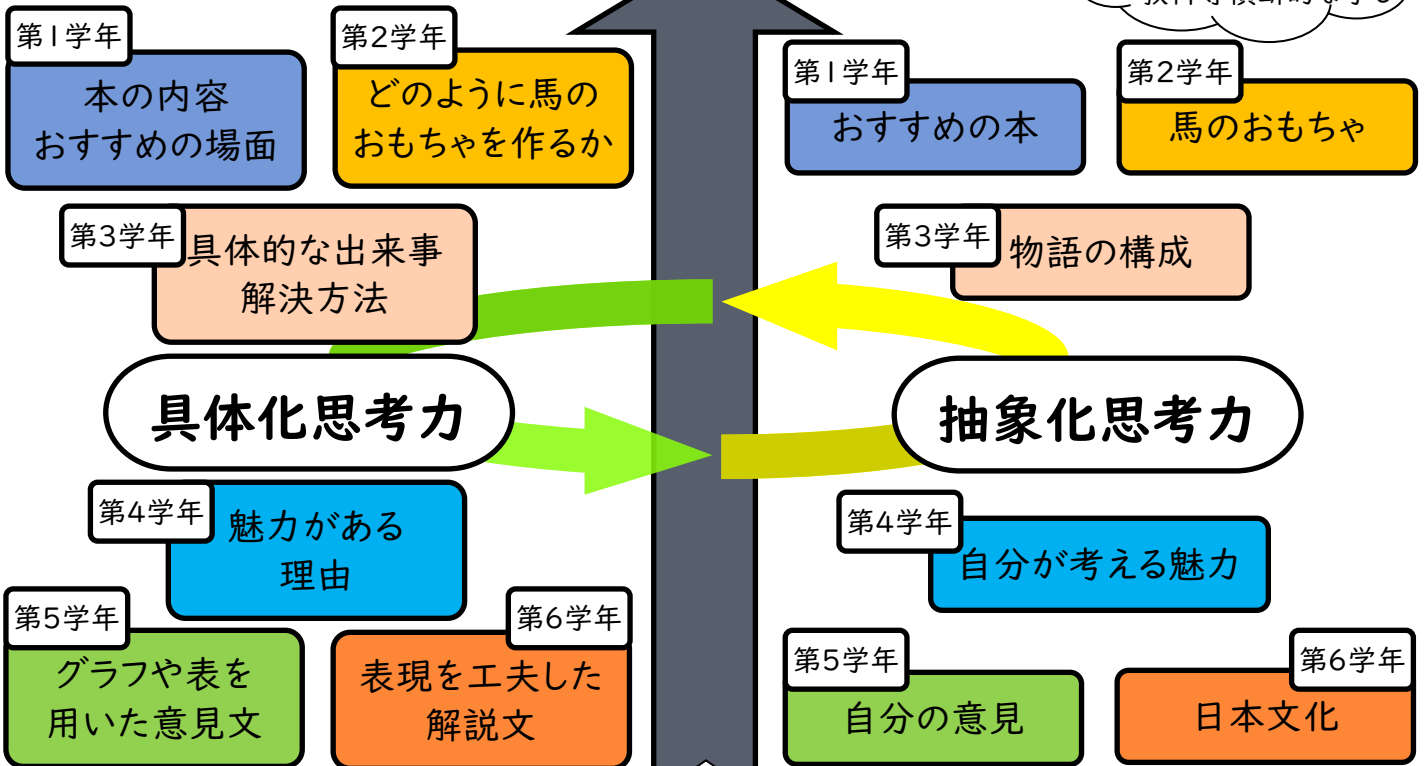 第1学年
本の内容
おすすめの場面
第2学年
どのように馬の
おもちゃを作るか
第3学年
具体的な出来事
解決方法
具体化思考力
第4学年
魅力がある
理由
第5学年
グラフや表を
用いた意見文
第6学年
表現を工夫した
解説文
第1学年
おすすめの本
第2学年
馬のおもちゃ
第3学年
物語の構成
抽象化思考力
第4学年
自分が考える魅力
第5学年
自分の意見
第6学年
日本文化